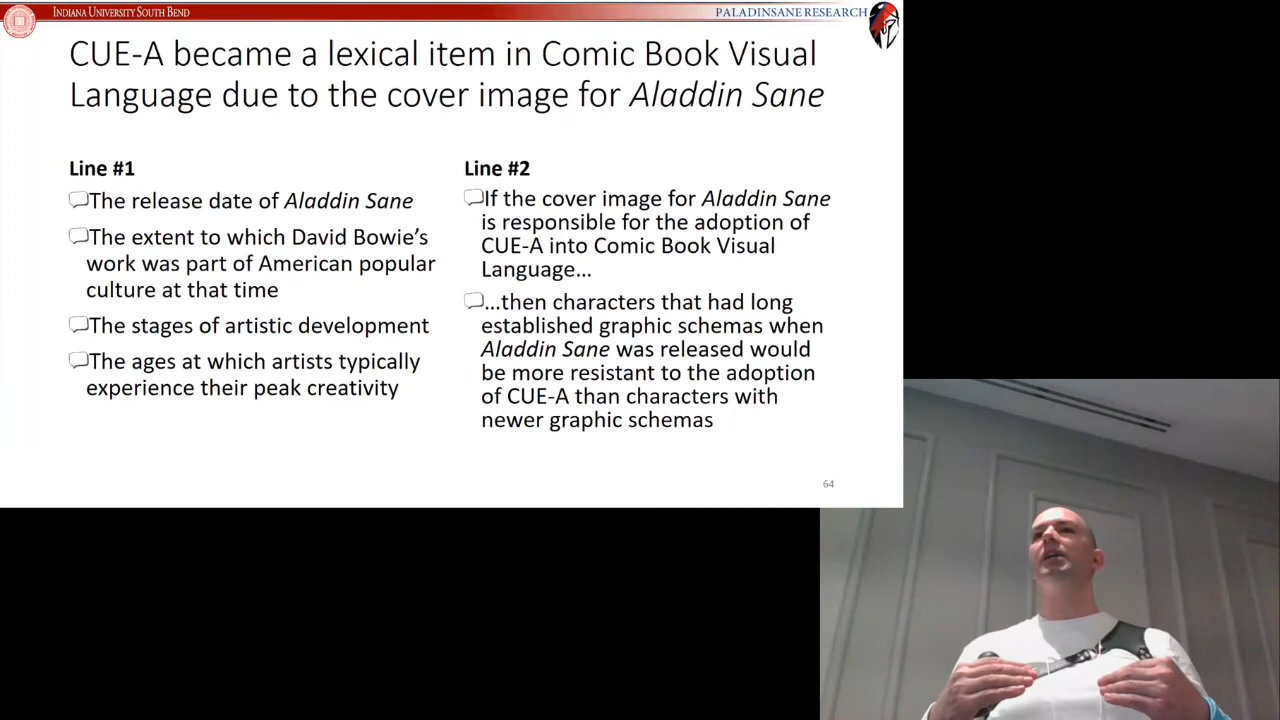 INDIANA UNIVERSITY SOUTH BEND
PALADINSANE RESEARCH
CUE-A became a lexical item in Comic Book Visual
Language due to the cover image for Aladdin Sane
Line #1
The release date of Aladdin Sane
The extent to which David Bowie’s
work was part of American popular
culture at that time
The stages of artistic development
The ages at which artists typically
experience their peak creativity
Line #2
If the cover image for Aladdin Sane
is responsible for the adoption of
CUE-A into Comic Book Visual
Language…
…then characters that had long
established graphic schemas when
Aladdin Sane was released would
be more resistant to the adoption
of CUE-A than characters with
newer graphic schemas
64